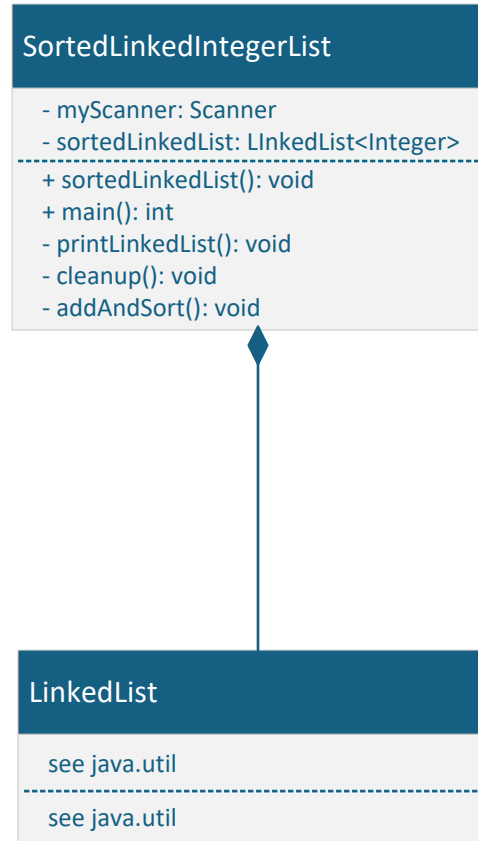 SortedLinkedIntegerList
- myScanner: Scanner
- sortedLinkedList: LInkedList<Integer>
+ sortedLinkedList(): void
+ main(): int
- printLinkedList(): void
- cleanup(): void
- addAndSort(): void
LinkedList
see java.util
see java.util